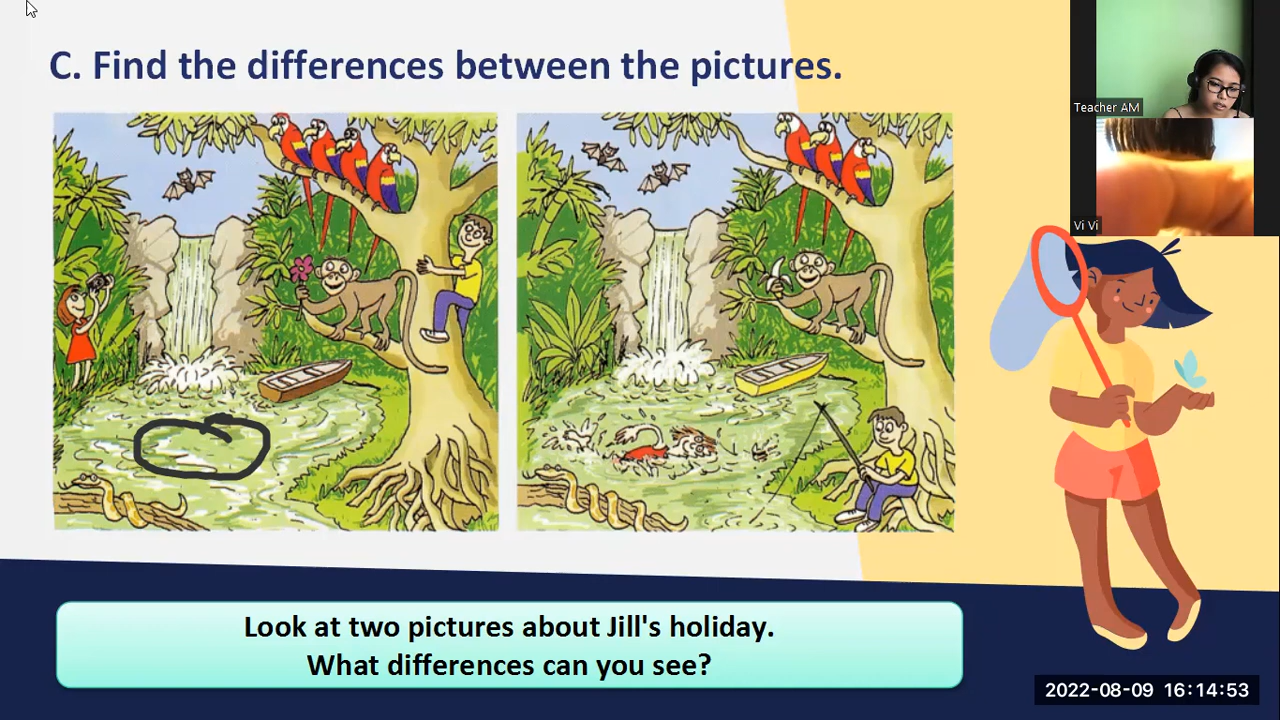 C. Find the differences between the pictures.
Teacher AM
Vi Vi
Look at two pictures about Jill's holiday.
What differences can you see?
2022-08-09 16:14:53